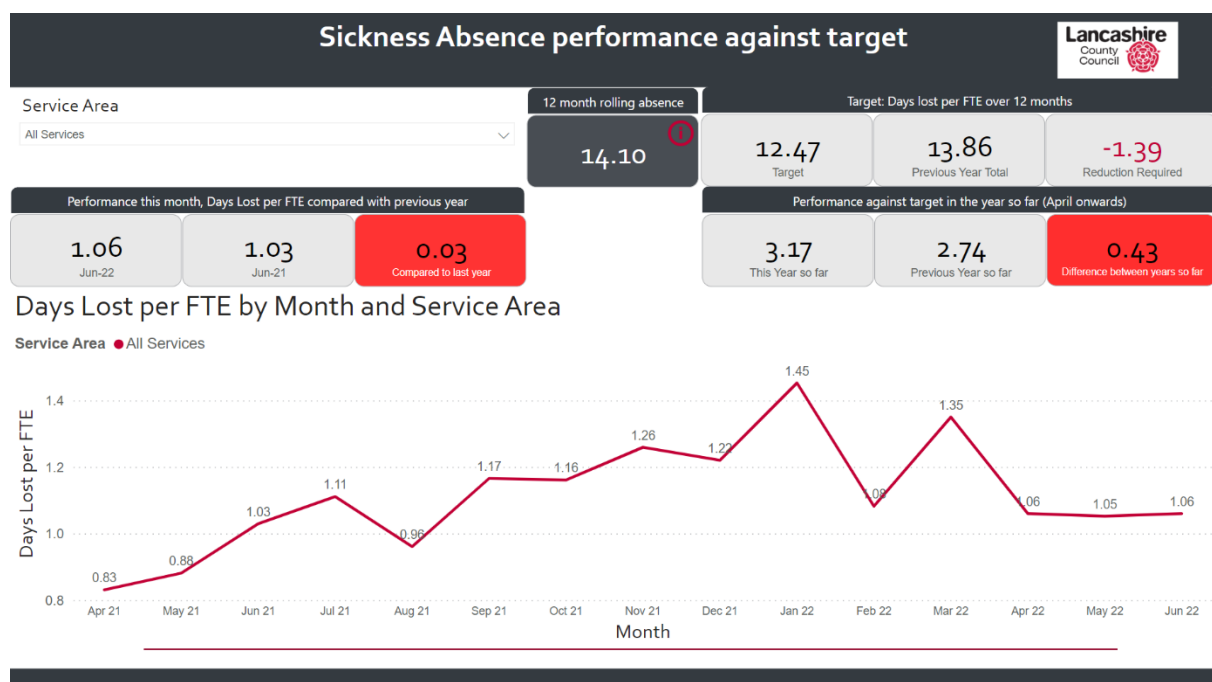 Sickness Absence performance against target
Lancashire
County
Council
Service Area
All Services
12 month rolling absence
14.10
Target: Days lost per FTE over 12 months
12.47
Target
13.86
Previous Year Total
-1.39
Reduction Required
Performance this month, Days Lost per FTE compared with previous year
1.06
Jun-22
1.03
Jun-21
0.03
Compared to last year
Performance against target in the year so far (April onwards)
3.17
This Year so far
2.74
Previous Year so far
0.43
Difference between years so far
Days Lost per FTE by Month and Service Area
Service Area All Services
Days Lost per FTE
1.4
1.2
1.0
0.8
0.83
0.88
1.03
1.11
0.96
1.17
1.16
1.26
1.22
1.45
1.08
1.35
1.06
1.05
1.06
Apr 21 May 21 Jun 21 Jul 21 Aug 21 Sep 21 Oct 21 Nov 21 Dec 21 Jan 22 Feb 22 Mar 22 Apr 22 May 22 Jun 22
Month